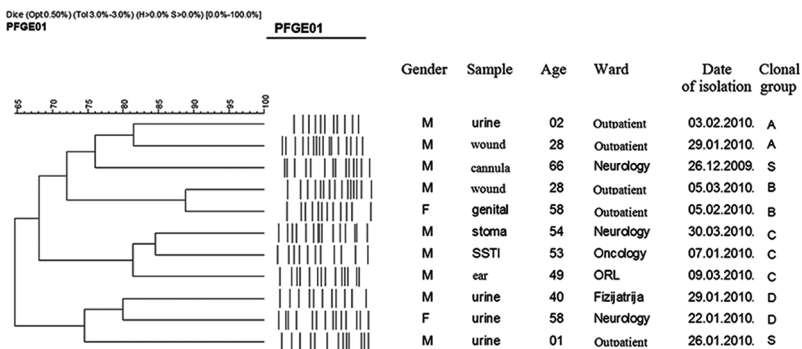 Dice (Opt:0.50%) (Tol 3.0%-3.0%) (H>0.0% S>0.0%) [0.0%-100.0%]
PFGE01 PFGE01
Gender Sample Age Ward Date of isolation Clonal group
65 70 75 80 85 90 95 100
M urine 02 Outpatient 03.02.2010. A
M wound 28 Outpatient 29.01.2010. A
M cannula 66 Neurology 26.12.2009. S
M wound 28 Outpatient 05.03.2010. B
F genital 58 Outpatient 05.02.2010. B
M stoma 54 Neurology 30.03.2010. C
M SSTI 53 Oncology 07.01.2010. C
M ear 49 ORL 09.03.2010. C
M urine 40 Fizijatrija 29.01.2010. D
F urine 58 Neurology 22.01.2010. D
M urine 01 Outpatient 26.01.2010. S